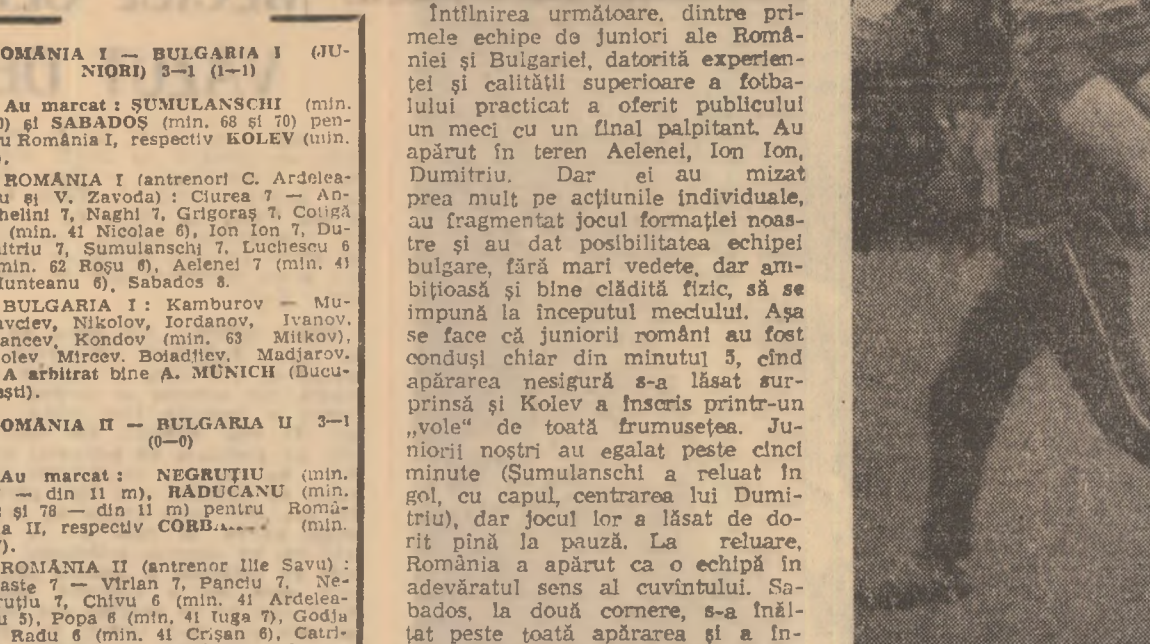 OMÂNIA I — BULGARIA I (JU-
NIORI) 3—1 (1—1)
Au marcat : ŞUMULANSCHI (min.
0) şi SABADOŞ (min. 68 şi 70) pen-
u România I, respectiv KOLEV (min.
).
ROMÂNIA I (antrenori C. Ardelea-
u şi V. Zavoda) : Ciurea 7 — An-
helini 7, Naghi 7, Grigoraş 7, Cotigă
(min. 41 Nicolae 6), Ion Ion 7, Du-
itriu 7, Sumulanschi 7, Luchescu 6
min. 62 Roşu 6), Aelenei 7 (min. 41
unteanu 6), Sabados 8.
BULGARIA I : Kamburov — Mu-
avciev, Nikolov, Iordanov, Ivanov,
ancev, Kondov (min. 63 Mitkov),
olev, Mircev, Boiadjiev, Madjarov.
A arbitrat bine A. MUNICH (Bucu-
eşti).
OMÂNIA II — BULGARIA II 3—1
(0—0)
Au marcat : NEGRUŢIU (min.
— din 11 m), RADUCANU (min.
şi 78 — din 11 m) pentru Româ-
a II, respectiv (min.
).
ROMÂNIA II (antrenor Ilie Savu) :
aste 7 — Vîrlan 7, Panciu 7, Ne-
ruţiu 7, Chivu 6 (min. 41 Ardelea-
u 5), Popa 6 (min. 41 Iuga 7), Godja
Radu 6 (min. 41 Crişan 6), Catri-
Întîlnirea următoare, dintre pri-
mele echipe de juniori ale Româ-
niei şi Bulgariei, datorită experien-
ţei şi calităţii superioare a fotba-
lului practicat a oferit publicului
un meci cu un final palpitant. Au
apărut în teren Aelenei, Ion Ion,
Dumitriu. Dar ei au mizat
prea mult pe acţiunile individuale,
au fragmentat jocul formaţiei noas-
tre şi au dat posibilitatea echipei
bulgare, fără mari vedete, dar am-
biţioasă şi bine clădită fizic, să se
impună la începutul meciului. Aşa
se face că juniorii români au fost
conduşi chiar din minutul 5, cînd
apărarea nesigură s-a lăsat sur-
prinsă şi Kolev a înscris printr-un
„vole“ de toată frumuseţea. Ju-
niorii noştri au egalat peste cinci
minute (Şumulanschi a reluat în
gol, cu capul, centrarea lui Dumi-
triu), dar jocul lor a lăsat de do-
rit pînă la pauză. La reluare,
România a apărut ca o echipă în
adevăratul sens al cuvîntului. Sa-
bados, la două cornere, s-a înăl-
ţat peste toată apărarea şi a în-